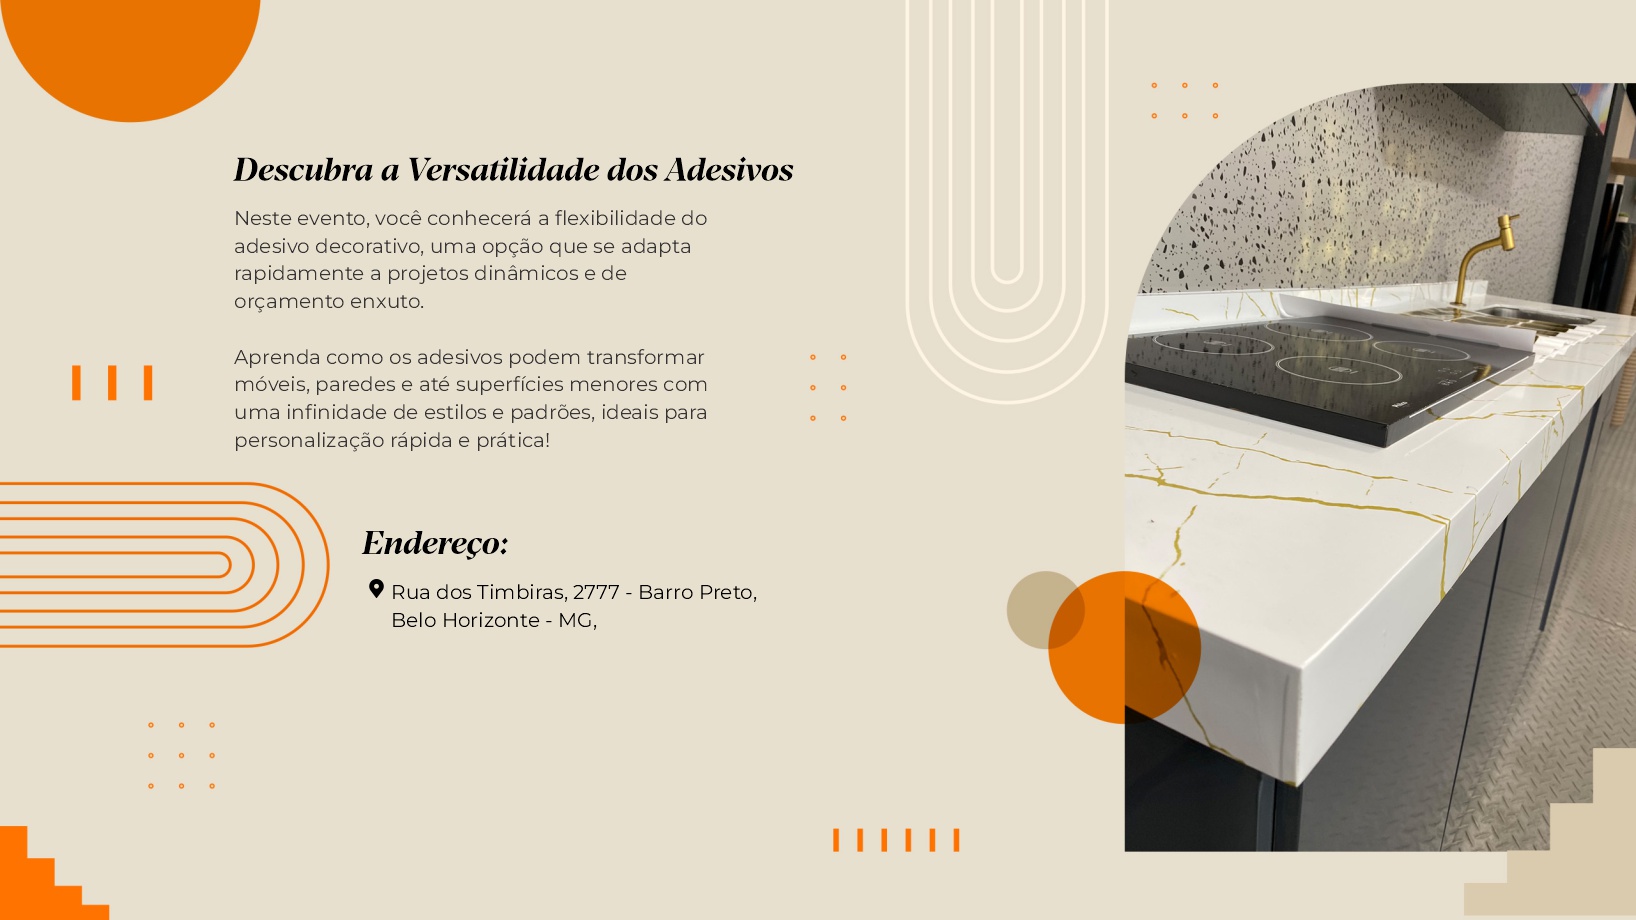 Descubra a Versatilidade dos Adesivos
Neste evento, você conhecerá a flexibilidade do
adesivo decorativo, uma opção que se adapta
rapidamente a projetos dinâmicos e de
orçamento enxuto.
Aprenda como os adesivos podem transformar
móveis, paredes e até superfícies menores com
uma infinidade de estilos e padrões, ideais para
personalização rápida e prática!
Endereço:
Rua dos Timbiras, 2777 - Barro Preto,
Belo Horizonte - MG,